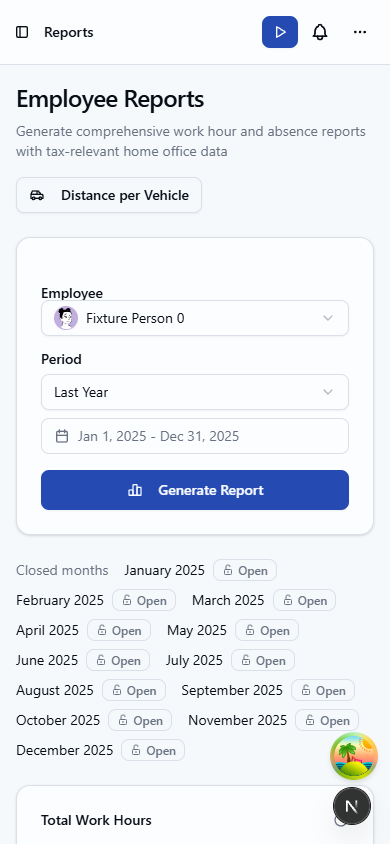 Reports
Employee Reports
Generate comprehensive work hour and absence reports
with tax-relevant home office data
Distance per Vehicle
Employee
Fixture Person 0
Period
Last Year
Jan 1, 2025 - Dec 31, 2025
Generate Report
Closed months January 2025 Open
February 2025 Open March 2025 Open
April 2025 Open May 2025 Open
June 2025 Open July 2025 Open
August 2025 Open September 2025 Open
October 2025 Open November 2025 Open
December 2025 Open
N
Total Work Hours